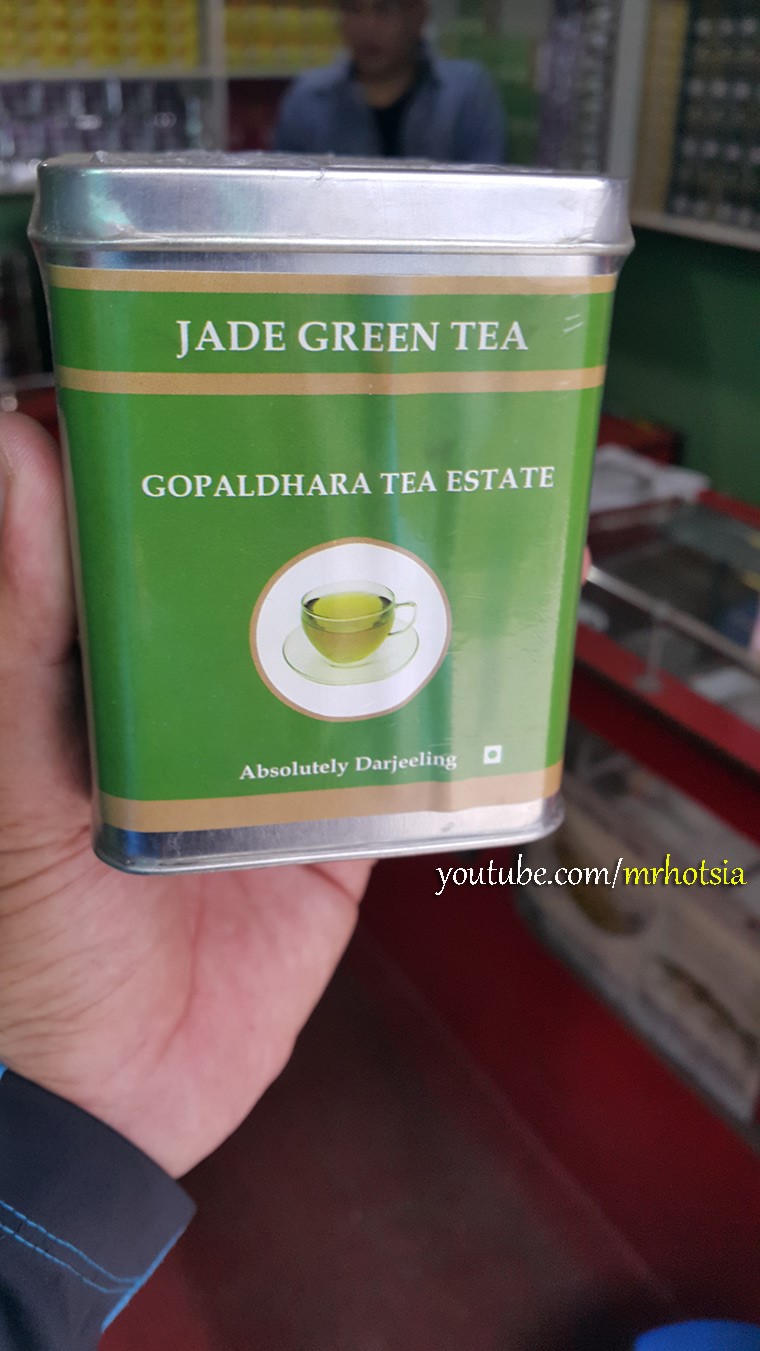 JADE GREEN TEA
GOPALDHARA TEA ESTATE
Absolutely Darjeeling
youtube.com/mrhotsia